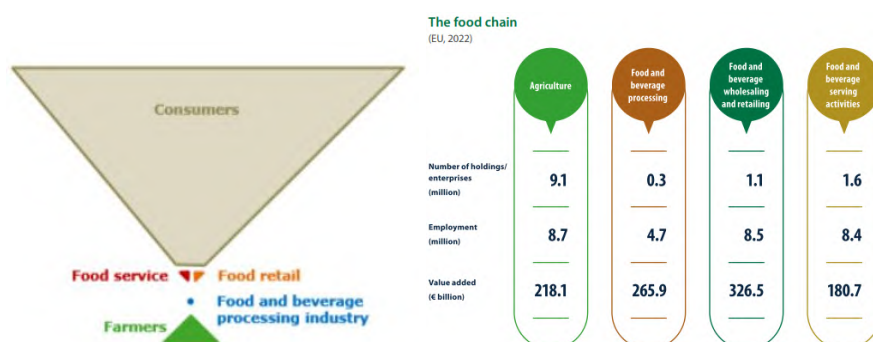 Consumers
Food service
Food retail
Food and beverage
processing industry
Farmers
The food chain
(EU, 2022)
Agriculture
Food and
beverage
processing
Food and
beverage
wholesaling
and retailing
Food and
beverage
serving
activities
Number of holdings/
enterprises
(million)
9.1
0.3
1.1
1.6
Employment
(million)
8.7
4.7
8.5
8.4
Value added
(€ billion)
218.1
265.9
326.5
180.7